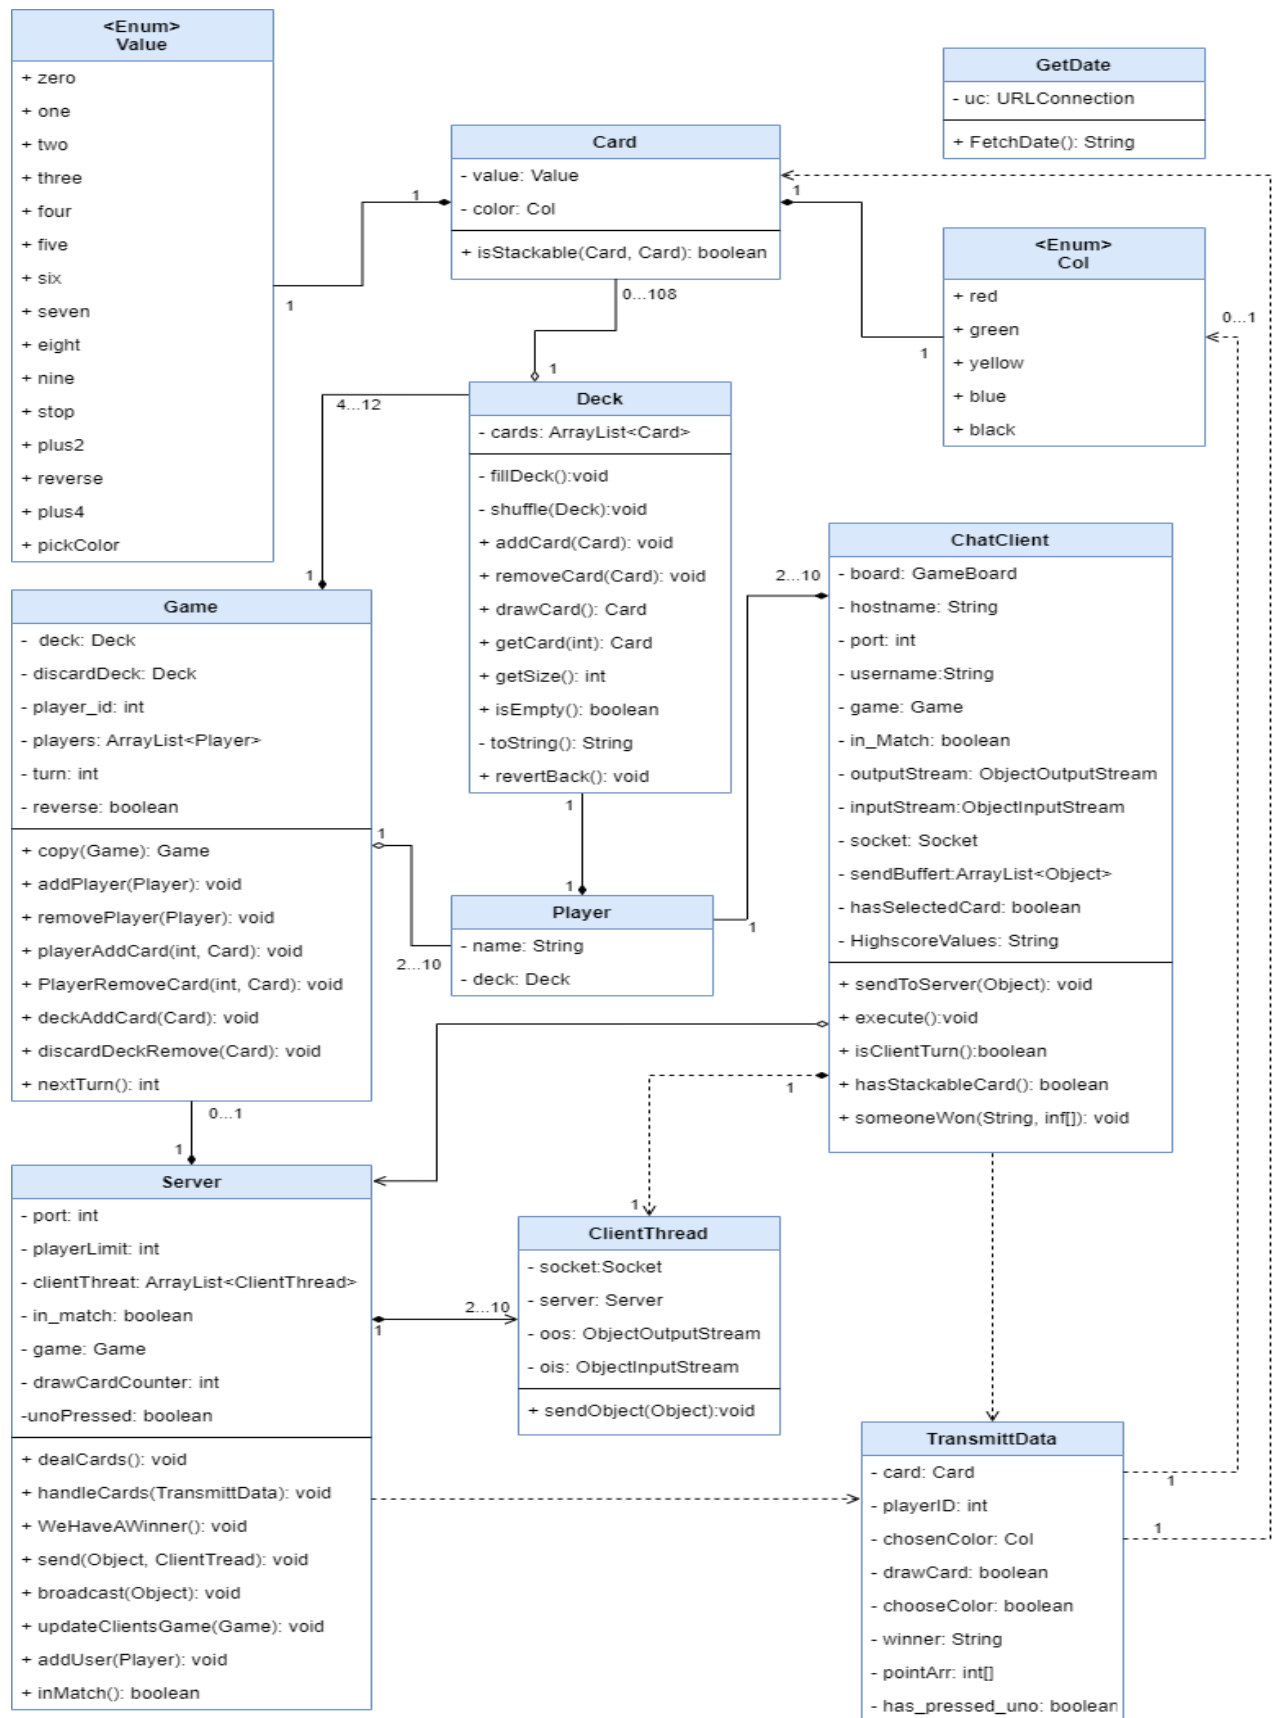 <Enum>
Value
+ zero
+ one
+ two
+ three
+ four
+ five
+ six
+ seven
+ eight
+ nine
+ stop
+ plus2
+ reverse
+ plus4
+ pickColor
GetDate
- uc: URLConnection
+ FetchDate(): String
Card
- value: Value
- color: Col
+ isStackable(Card, Card): boolean
1
1
1
1
0...108
1
<Enum>
Col
+ red
+ green
+ yellow
+ blue
+ black
0...1
Deck
- cards: ArrayList<Card>
- fillDeck():void
- shuffle(Deck):void
+ addCard(Card): void
+ removeCard(Card): void
+ drawCard(): Card
+ getCard(int): Card
+ getSize(): int
+ isEmpty(): boolean
- toString(): String
+ revertBack(): void
4...12
1
1
1
Game
- deck: Deck
- discardDeck: Deck
- player_id: int
- players: ArrayList<Player>
- turn: int
- reverse: boolean
+ copy(Game): Game
+ addPlayer(Player): void
+ removePlayer(Player): void
+ playerAddCard(int, Card): void
+ PlayerRemoveCard(int, Card): void
+ deckAddCard(Card): void
+ discardDeckRemove(Card): void
+ nextTurn(): int
1
2...10
Player
- name: String
- deck: Deck
1
2...10
ChatClient
- board: GameBoard
- hostname: String
- port: int
- username:String
- game: Game
- in_Match: boolean
- outputStream: ObjectOutputStream
- inputStream:ObjectInputStream
- socket: Socket
- sendBuffert:ArrayList<Object>
- hasSelectedCard: boolean
- HighscoreValues: String
+ sendToServer(Object): void
+ execute():void
+ isClientTurn():boolean
+ hasStackableCard(): boolean
+ someoneWon(String, inf[]): void
1
1
0...1
1
Server
- port: int
- playerLimit: int
- clientThreat: ArrayList<ClientThread>
- in_match: boolean
- game: Game
- drawCardCounter: int
-unoPressed: boolean
+ dealCards(): void
+ handleCards(TransmittData): void
+ WeHaveAWinner(): void
+ send(Object, ClientTread): void
+ broadcast(Object): void
+ updateClientsGame(Game): void
+ addUser(Player): void
+ inMatch(): boolean
1
2...10
ClientThread
- socket:Socket
- server: Server
- oos: ObjectOutputStream
- ois: ObjectInputStream
+ sendObject(Object):void
TransmittData
- card: Card
- playerID: int
- chosenColor: Col
- drawCard: boolean
- chooseColor: boolean
- winner: String
- pointArr: int[]
- has_pressed_uno: boolean
1
1